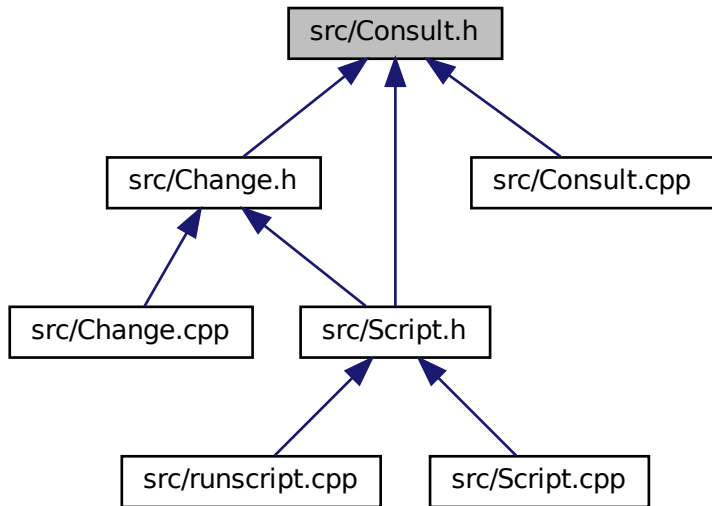 src/Consult.h
src/Change.h
src/Consult.cpp
src/Change.cpp
src/Script.h
src/runscript.cpp
src/Script.cpp